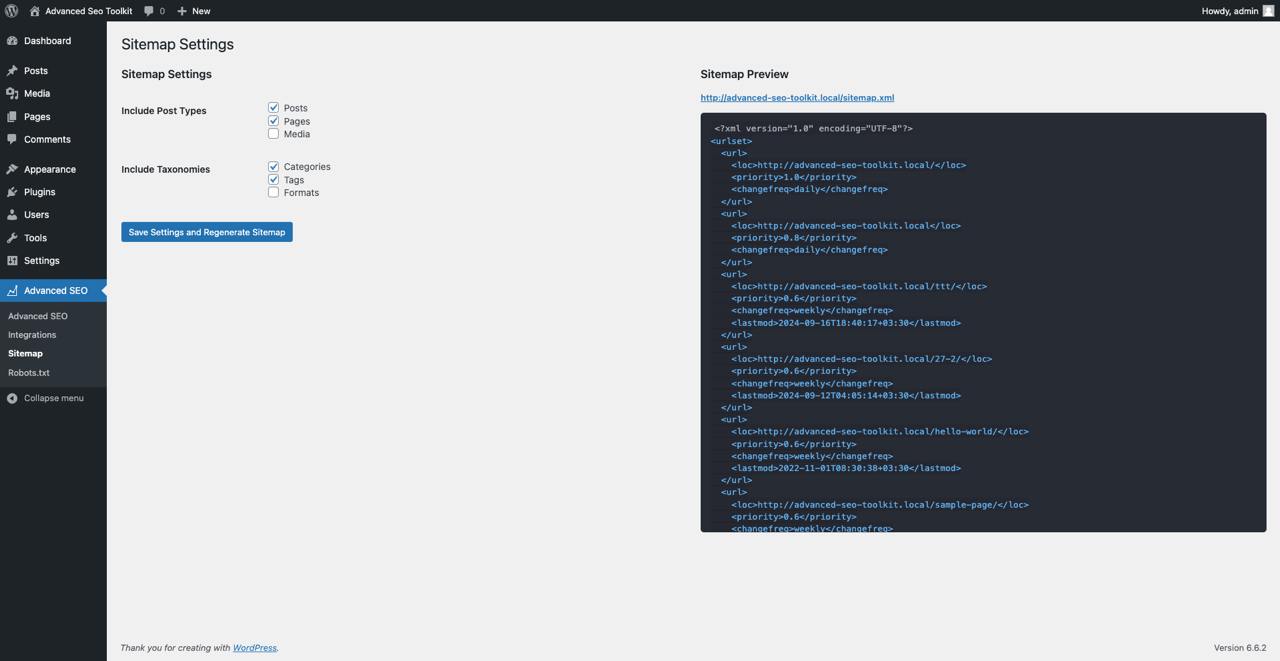 Advanced Seo Toolkit 0 New Howdy, admin
Dashboard
Posts
Media
Pages
Comments
Appearance
Plugins
Users
Tools
Settings
Advanced SEO
Advanced SEO
Integrations
Sitemap
Robots.txt
Collapse menu
Sitemap Settings
Sitemap Settings
Include Post Types
Posts
Pages
Media
Include Taxonomies
Categories
Tags
Formats
Save Settings and Regenerate Sitemap
Sitemap Preview
http://advanced-seo-toolkit.local/sitemap.xml
<?xml version="1.0" encoding="UTF-8"?>
<urlset>
<url>
<loc>http://advanced-seo-toolkit.local/</loc>
<priority>1.0</priority>
<changefreq>daily</changefreq>
</url>
<url>
<loc>http://advanced-seo-toolkit.local</loc>
<priority>0.8</priority>
<changefreq>daily</changefreq>
</url>
<url>
<loc>http://advanced-seo-toolkit.local/ttt/</loc>
<priority>0.6</priority>
<changefreq>weekly</changefreq>
<lastmod>2024-09-16T18:40:17+03:30</lastmod>
</url>
<url>
<loc>http://advanced-seo-toolkit.local/27-2/</loc>
<priority>0.6</priority>
<changefreq>weekly</changefreq>
<lastmod>2024-09-12T04:05:14+03:30</lastmod>
</url>
<url>
<loc>http://advanced-seo-toolkit.local/hello-world/</loc>
<priority>0.6</priority>
<changefreq>weekly</changefreq>
<lastmod>2022-11-01T08:30:38+03:30</lastmod>
</url>
<url>
<loc>http://advanced-seo-toolkit.local/sample-page/</loc>
<priority>0.6</priority>
<changefreq>weekly</changefreq>
Thank you for creating with WordPress.
Version 6.6.2